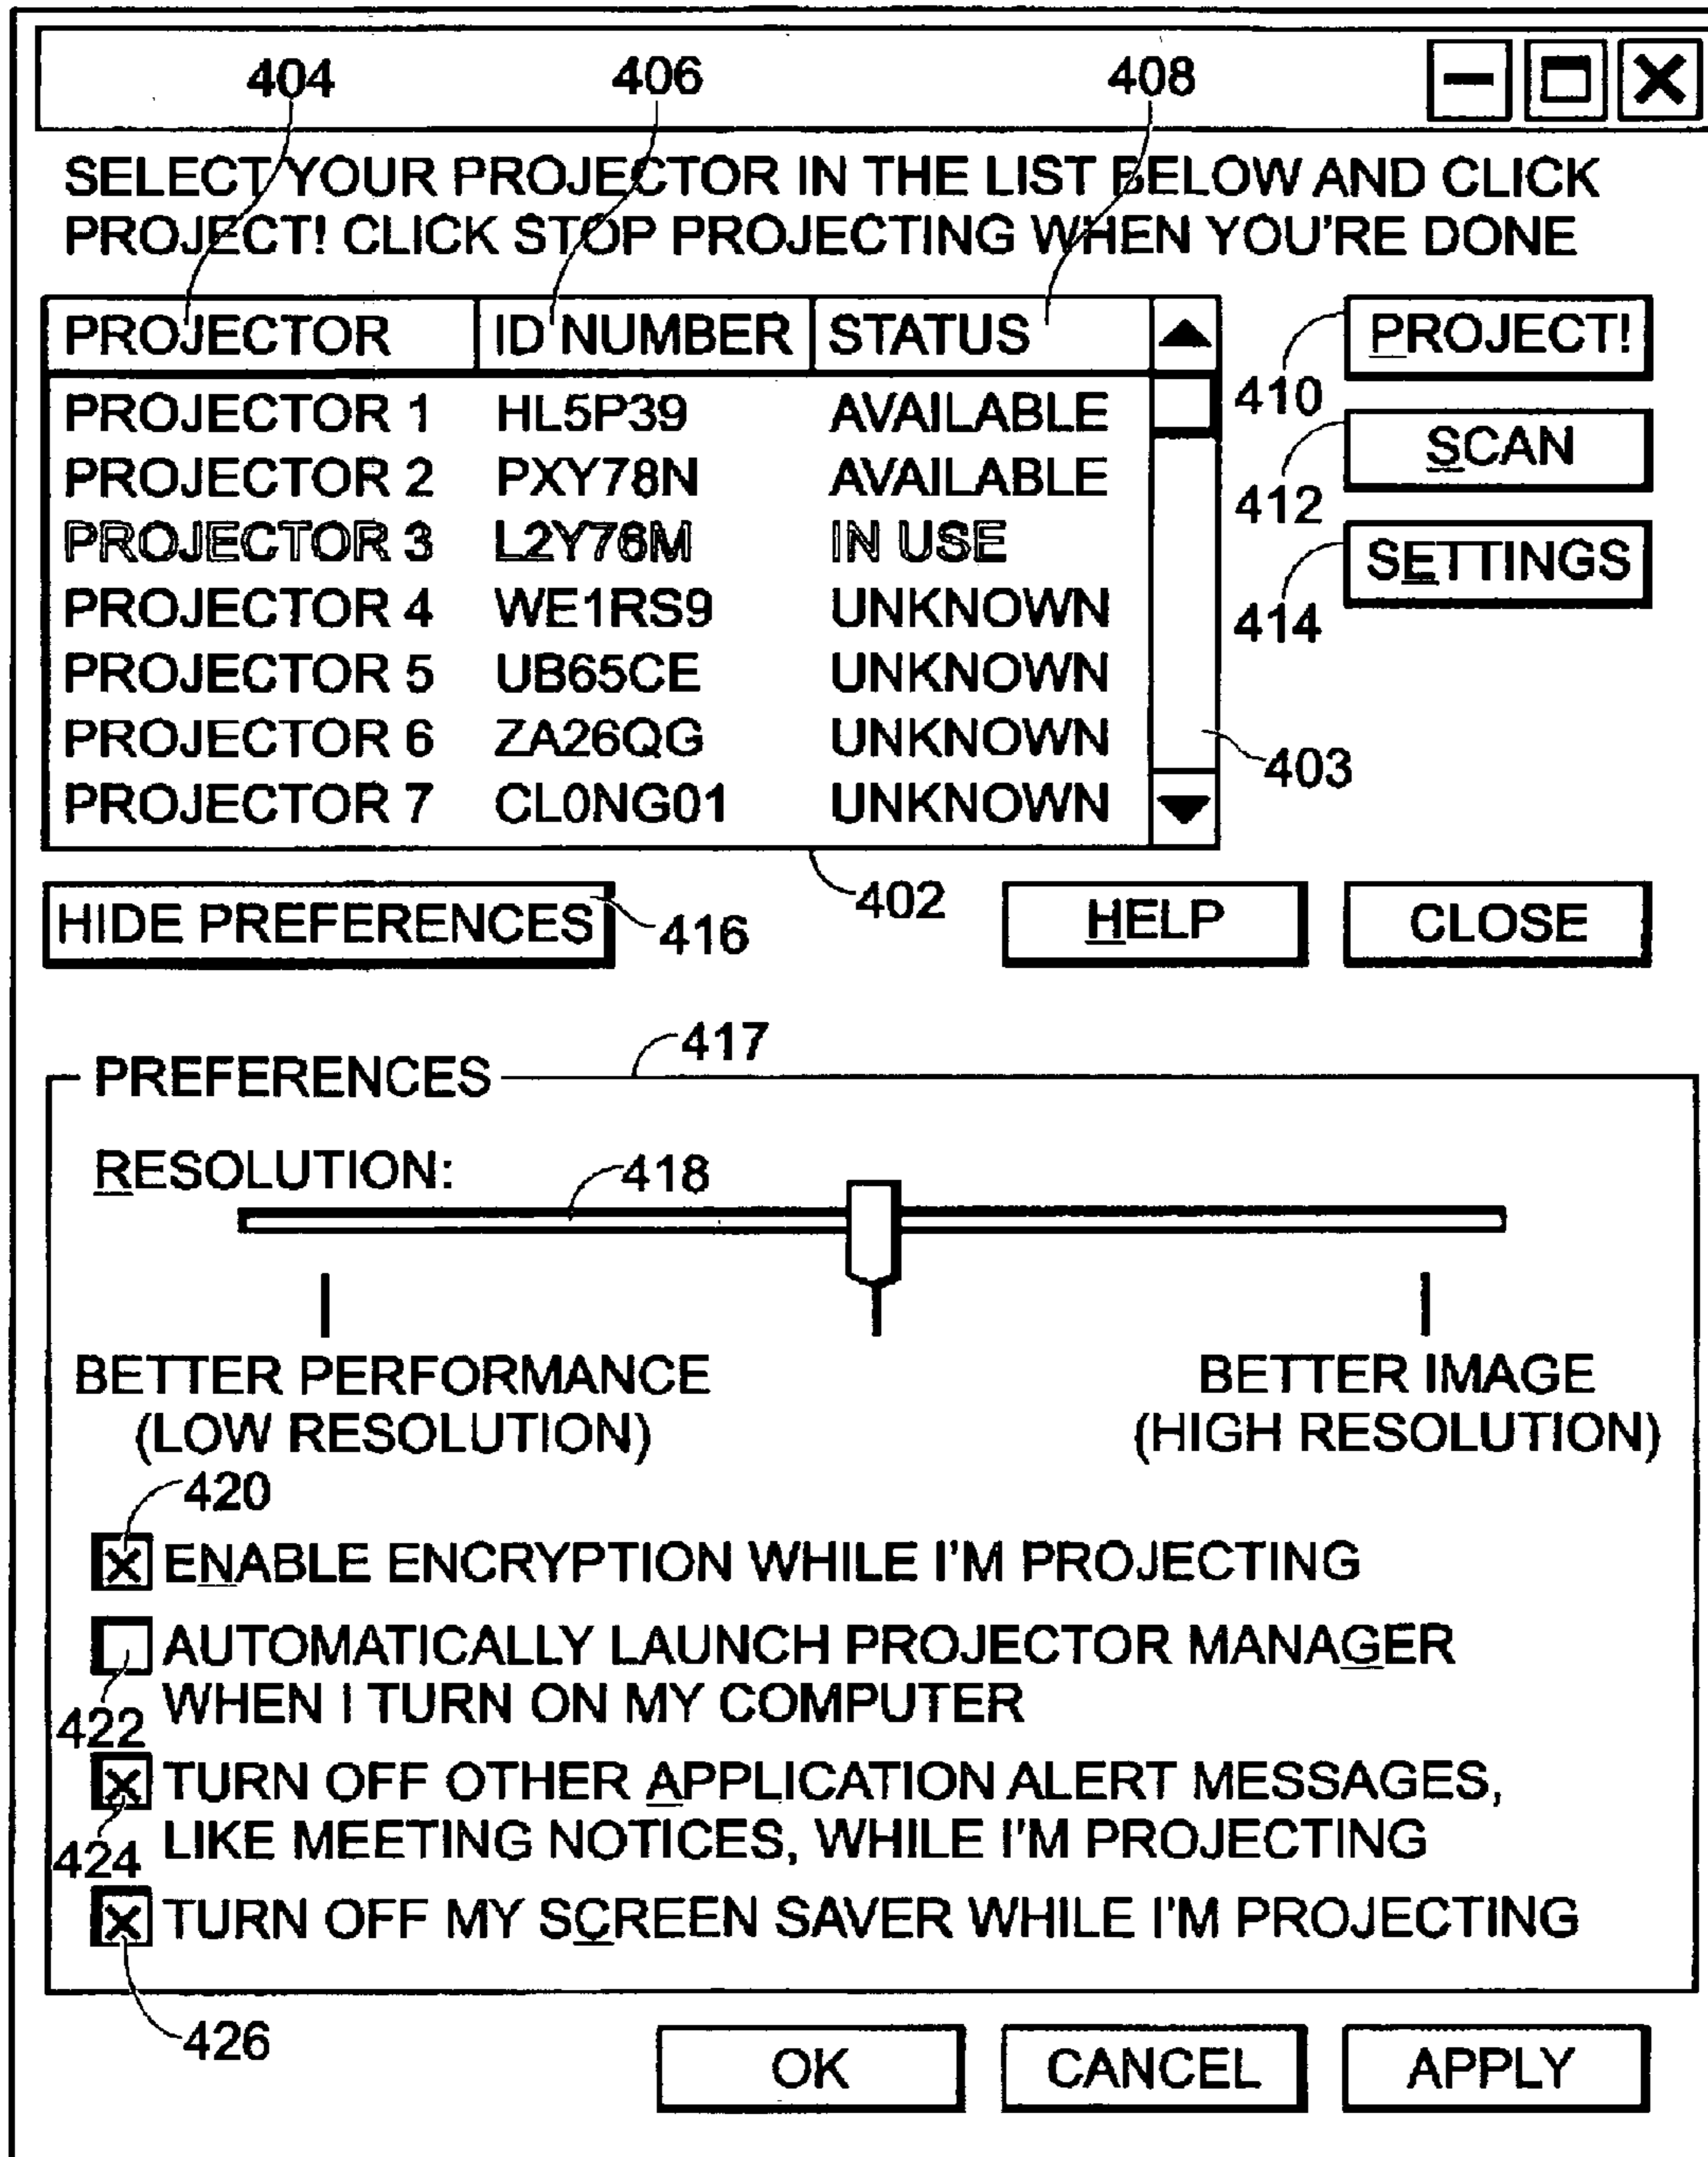 404 406 408
SELECT YOUR PROJECTOR IN THE LIST BELOW AND CLICK
PROJECT! CLICK STOP PROJECTING WHEN YOU'RE DONE
PROJECTOR ID NUMBER STATUS
PROJECT!
410
PROJECTOR 1 HL5P39 AVAILABLE
SCAN
PROJECTOR 2 PXY78N AVAILABLE
412
PROJECTOR 3 L2Y76M IN USE
SETTINGS
PROJECTOR 4 WE1RS9 UNKNOWN
414
PROJECTOR 5 UB65CE UNKNOWN
PROJECTOR 6 ZA26QG UNKNOWN
403
PROJECTOR 7 CL0NG01 UNKNOWN
402
HIDE PREFERENCES 416 HELP CLOSE
417
PREFERENCES
RESOLUTION: 418
BETTER PERFORMANCE BETTER IMAGE
(LOW RESOLUTION) (HIGH RESOLUTION)
420
ENABLE ENCRYPTION WHILE I'M PROJECTING
AUTOMATICALLY LAUNCH PROJECTOR MANAGER
WHEN I TURN ON MY COMPUTER
422
TURN OFF OTHER APPLICATION ALERT MESSAGES,
LIKE MEETING NOTICES, WHILE I'M PROJECTING
424
TURN OFF MY SCREEN SAVER WHILE I'M PROJECTING
426
OK CANCEL APPLY